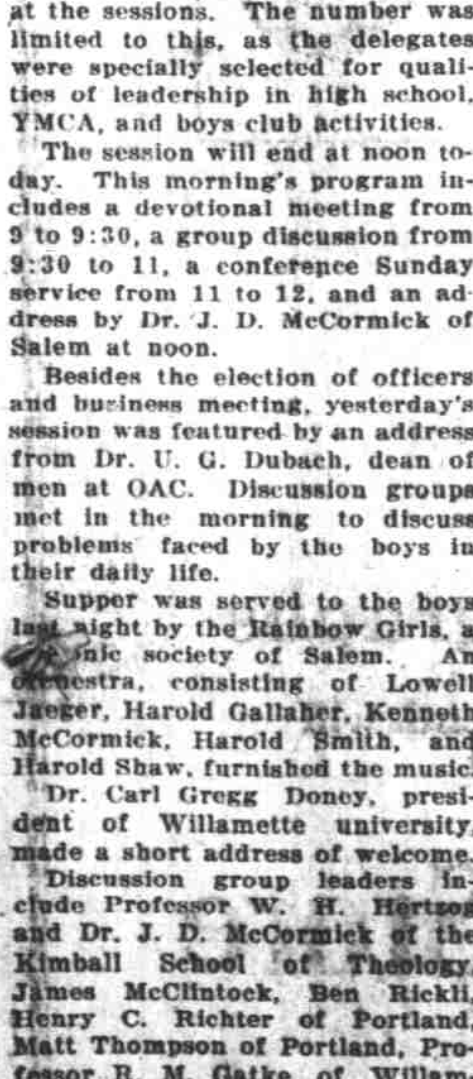 at the sessions. The number was
limited to this, as the delegates
were specially selected for quali-
ties of leadership in high school,
YMCA, and boys club activities.
The session will end at noon to-
day. This morning's program in-
cludes a devotional meeting from
9 to 9:30, a group discussion from
9:30 to 11, a conference Sunday
service from 11 to 12, and an ad-
dress by Dr. J. D. McCormick of
Salem at noon.
Besides the election of officers
and business meeting, yesterday's
session was featured by an address
from Dr. U. G. Dubach, dean of
men at OAC. Discussion groups
met in the morning to discuss
problems faced by the boys in
their daily life.
Supper was served to the boys
last night by the Rainbow Girls, a
society of Salem. An
orchestra, consisting of Lowell
Jaeger, Harold Gallaher, Kenneth
McCormick, Harold Smith, and
Harold Shaw, furnished the music
Dr. Carl Gregg Doney, presi-
dent of Willamette university
made a short address of welcome.
Discussion group leaders in-
clude Professor W. H. Hertzog
and Dr. J. D. McCormick of the
Kimball School of Theology
James McClintock, Ben Rickli
Henry C. Richter of Portland,
Matt Thompson of Portland, Pro-
fessor R. M. Gatke of Willam-